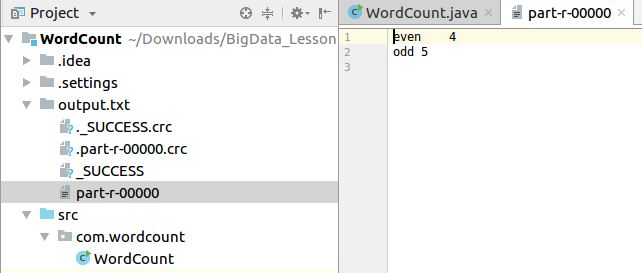 Project
WordCount ~/Downloads/BigData_Lesson
.idea
.settings
output.txt
._SUCCESS.crc
.part-r-00000.crc
_SUCCESS
part-r-00000
src
com.wordcount
WordCount
WordCount.java
part-r-00000
1 even 4
2 odd 5
3